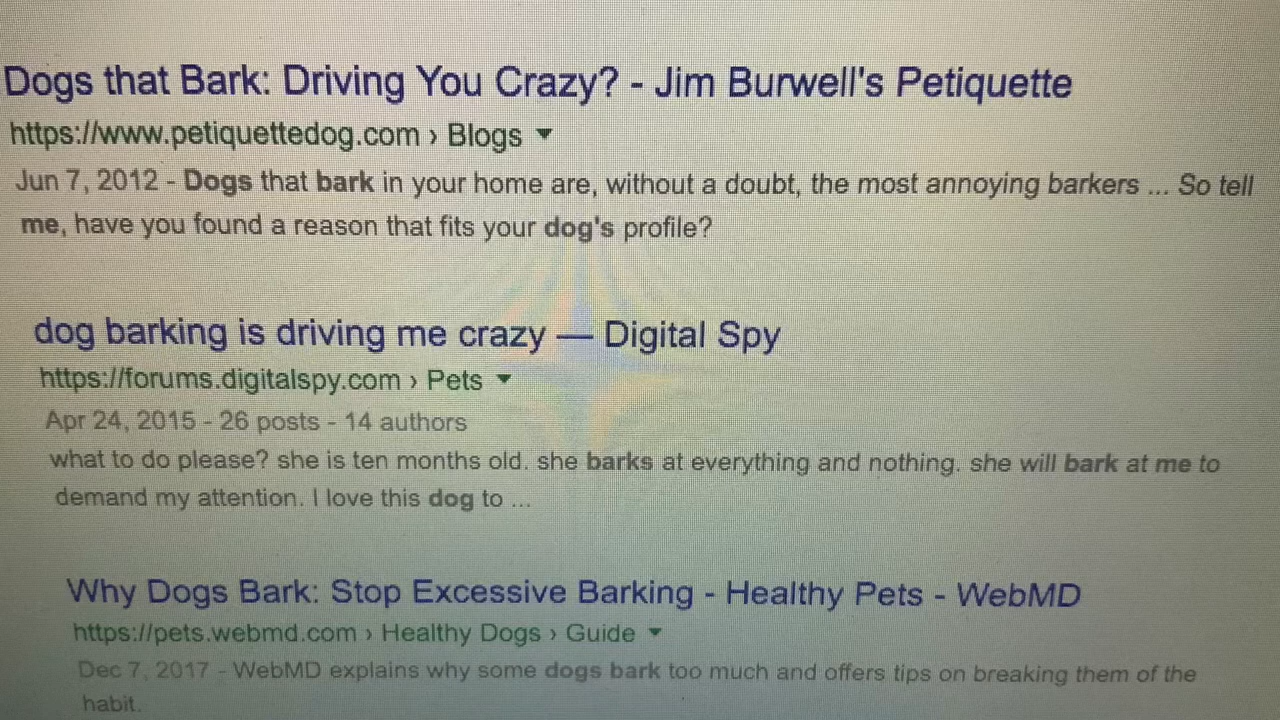 Dogs that Bark: Driving You Crazy? - Jim Burwell's Petiquette
https://www.petiquettedog.com › Blogs ▼
Jun 7, 2012 - Dogs that bark in your home are, without a doubt, the most annoying barkers ... So tell
me, have you found a reason that fits your dog's profile?
dog barking is driving me crazy — Digital Spy
https://forums.digitalspy.com › Pets ▼
Apr 24, 2015 - 26 posts - 14 authors
what to do please? she is ten months old. she barks at everything and nothing. she will bark at me to
demand my attention. I love this dog to ...
Why Dogs Bark: Stop Excessive Barking - Healthy Pets - WebMD
https://pets.webmd.com › Healthy Dogs › Guide ▼
Dec 7, 2017 - WebMD explains why some dogs bark too much and offers tips on breaking them of the
habit.